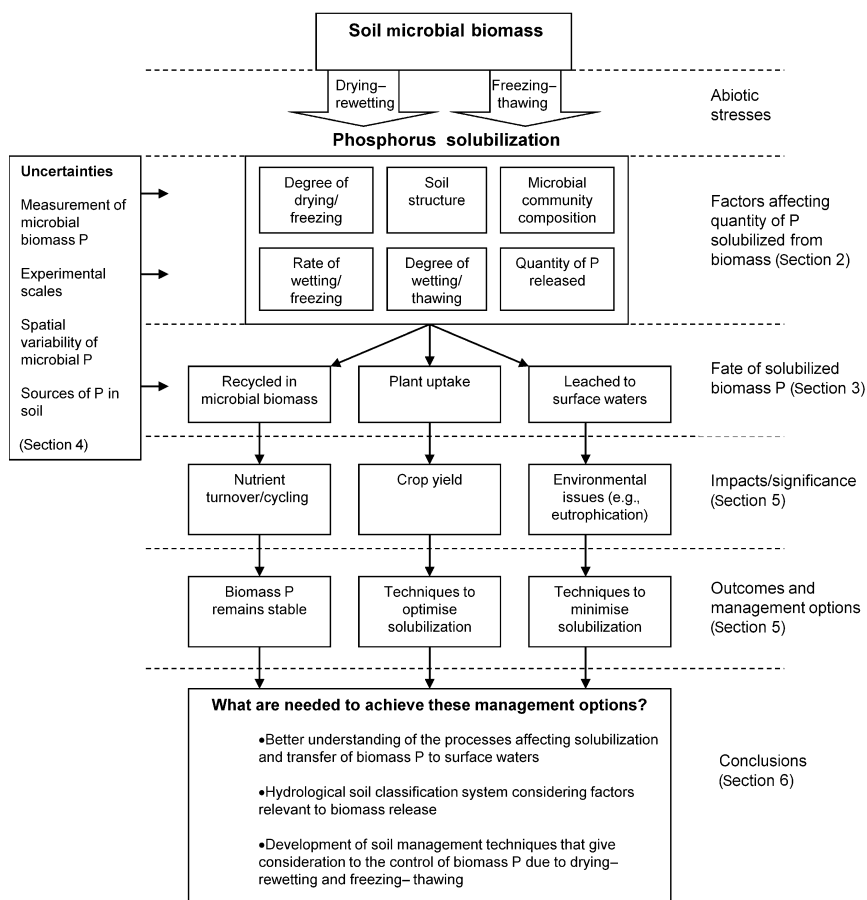 Soil microbial biomass
Drying–
rewetting
Freezing–
thawing
Abiotic
stresses
Phosphorus solubilization
Uncertainties
Measurement of
microbial
biomass P
Experimental
scales
Spatial
variability of
microbial P
Sources of P in
soil
(Section 4)
Degree of
drying/
freezing
Soil
structure
Microbial
community
composition
Rate of
wetting/
freezing
Degree of
wetting/
thawing
Quantity of P
released
Factors affecting
quantity of P
solubilized from
biomass (Section 2)
Recycled in
microbial biomass
Plant uptake
Leached to
surface waters
Fate of solubilized
biomass P (Section 3)
Nutrient
turnover/cycling
Crop yield
Environmental
issues (e.g.,
eutrophication)
Impacts/significance
(Section 5)
Biomass P
remains stable
Techniques to
optimise
solubilization
Techniques to
minimise
solubilization
Outcomes and
management options
(Section 5)
What are needed to achieve these management options?
•Better understanding of the processes affecting solubilization
and transfer of biomass P to surface waters
•Hydrological soil classification system considering factors
relevant to biomass release
•Development of soil management techniques that give
consideration to the control of biomass P due to drying–
rewetting and freezing– thawing
Conclusions
(Section 6)